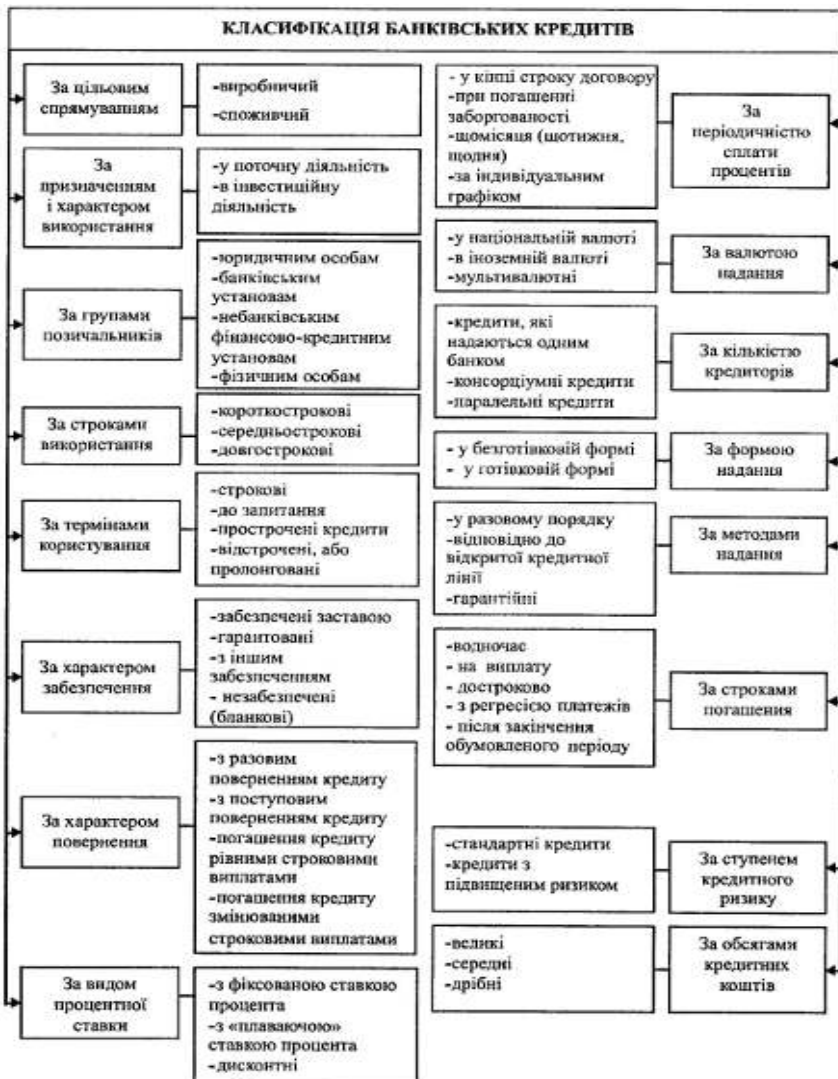 КЛАСИФІКАЦІЯ БАНКІВСЬКИХ КРЕДИТІВ
За цільовим
спрямуванням
-виробничий
-споживчий
За
призначенням
і характером
використання
-у поточну діяльність
-в інвестиційну
діяльність
За групами
позичальників
-юридичним особам
-банківським
установам
-небанківським
фінансово-кредитним
установам
-фізичним особам
За строками
використання
-короткострокові
-середньострокові
-довгострокові
За термінами
користування
-строкові
-до запитання
-прострочені кредити
-відстрочені, або
пролонговані
За характером
забезпечення
-забезпечені заставою
-гарантовані
-з іншим
забезпеченням
- незабезпечені
(бланкові)
За характером
повернення
-з разовим
поверненням кредиту
-з поступовим
поверненням кредиту
-погашення кредиту
рівними строковими
виплатами
-погашення кредиту
змінюваними
строковими виплатами
За видом
процентної
ставки
-з фіксованою ставкою
процента
-з «плаваючою»
ставкою процента
-дисконтні
- у кінці строку договору
-при погашенні
заборгованості
-щомісяця (щотижня,
щодня)
-за індивідуальним
графіком
За
періодичністю
сплати
процентів
-у національній валюті
-в іноземній валюті
-мультивалютні
За валютою
надання
-кредити, які
надаються одним
банком
-консорціумні кредити
-паралельні кредити
За кількістю
кредиторів
- у безготівковій формі
- у готівковій формі
За формою
надання
-у разовому порядку
-відповідно до
відкритої кредитної
лінії
-гарантійні
За методами
надання
-водночас
- на виплату
- достроково
- з регресією платежів
- після закінчення
обумовленого періоду
За строками
погашення
-стандартні кредити
-кредити з
підвищеним ризиком
За ступенем
кредитного
ризику
-великі
-середні
-дрібні
За обсягами
кредитних
коштів